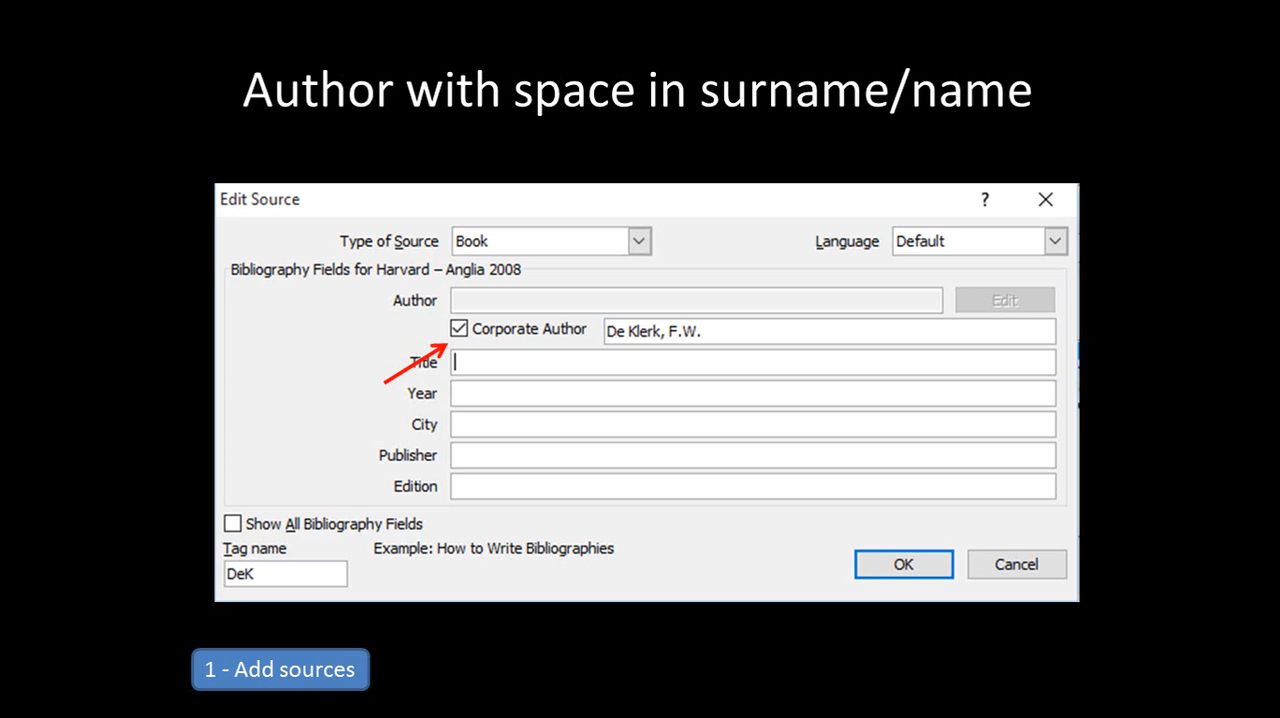 Author with space in surname/name
Edit Source ?
Type of Source Book Language Default
Bibliography Fields for Harvard – Anglia 2008
Author Edit
Corporate Author De Klerk, F.W.
Title
Year
City
Publisher
Edition
Show All Bibliography Fields
Tag name Example: How to Write Bibliographies
DeK OK Cancel
1 - Add sources